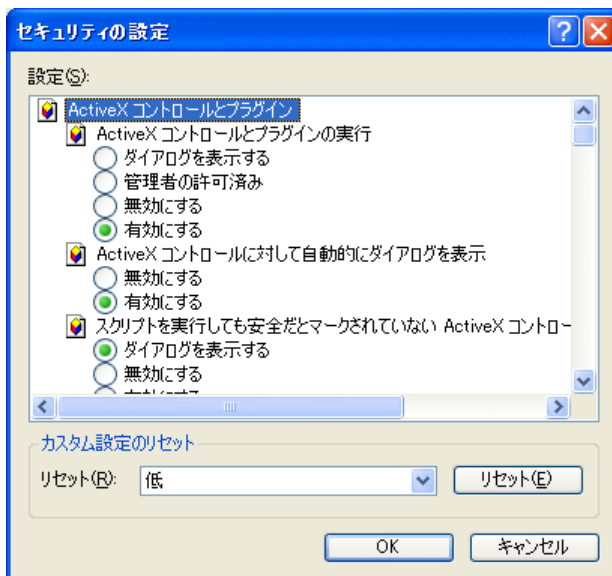 セキュリティの設定
設定(S):
ActiveX コントロールとプラグイン
ActiveX コントロールとプラグインの実行
ダイアログを表示する
管理者の許可済み
無効にする
有効にする
ActiveX コントロールに対して自動的にダイアログを表示
無効にする
有効にする
スクリプトを実行しても安全だとマークされていない ActiveX コントロー
ダイアログを表示する
無効にする
カスタム設定のリセット
リセット(R): 低 リセット(E)
OK キャンセル